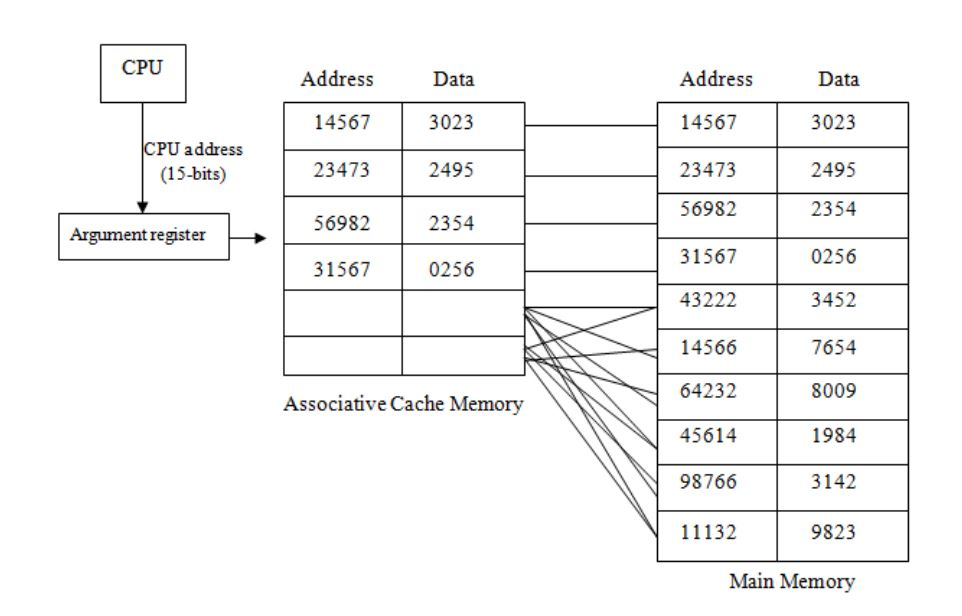 CPU
CPU address
(15-bits)
Argument register
Address Data
14567 3023
23473 2495
56982 2354
31567 0256
Associative Cache Memory
Address Data
14567 3023
23473 2495
56982 2354
31567 0256
43222 3452
14566 7654
64232 8009
45614 1984
98766 3142
11132 9823
Main Memory